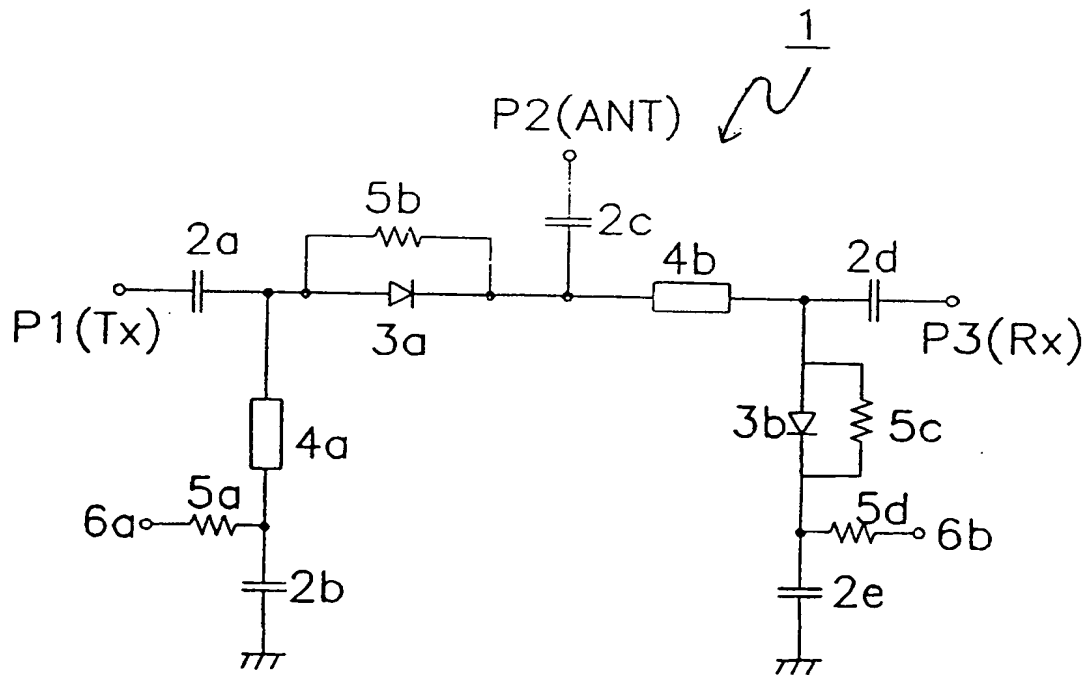 1
P2(ANT)
5b
2c
2a
4b
2d
P1(Tx)
3a
P3(Rx)
4a
3b
5c
5a
5d
6a
6b
2b
2e